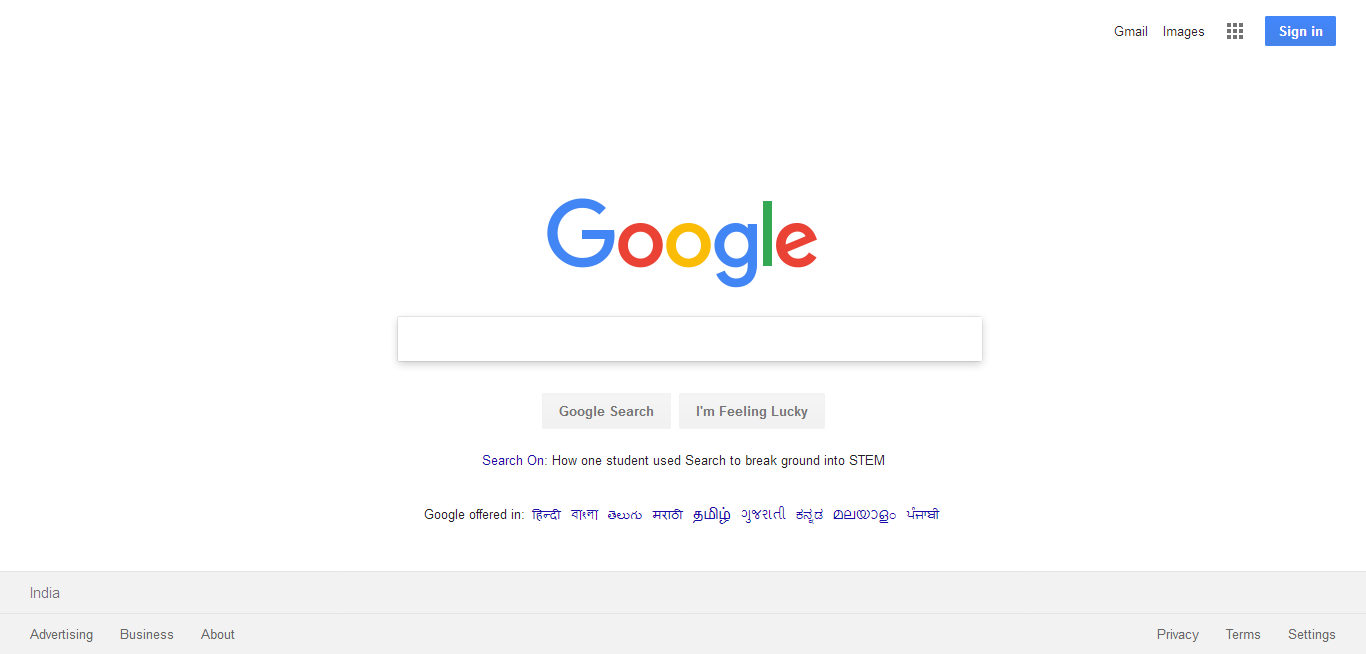 Gmail Images Sign in
Google
Google Search I'm Feeling Lucky
Search On: How one student used Search to break ground into STEM
Google offered in: हिन्दी বাংলা తెలుగు मराठी தமிழ் ગુજરાતી ಕನ್ನಡ മലയാളം ਪੰਜਾਬੀ
India
Advertising Business About Privacy Terms Settings